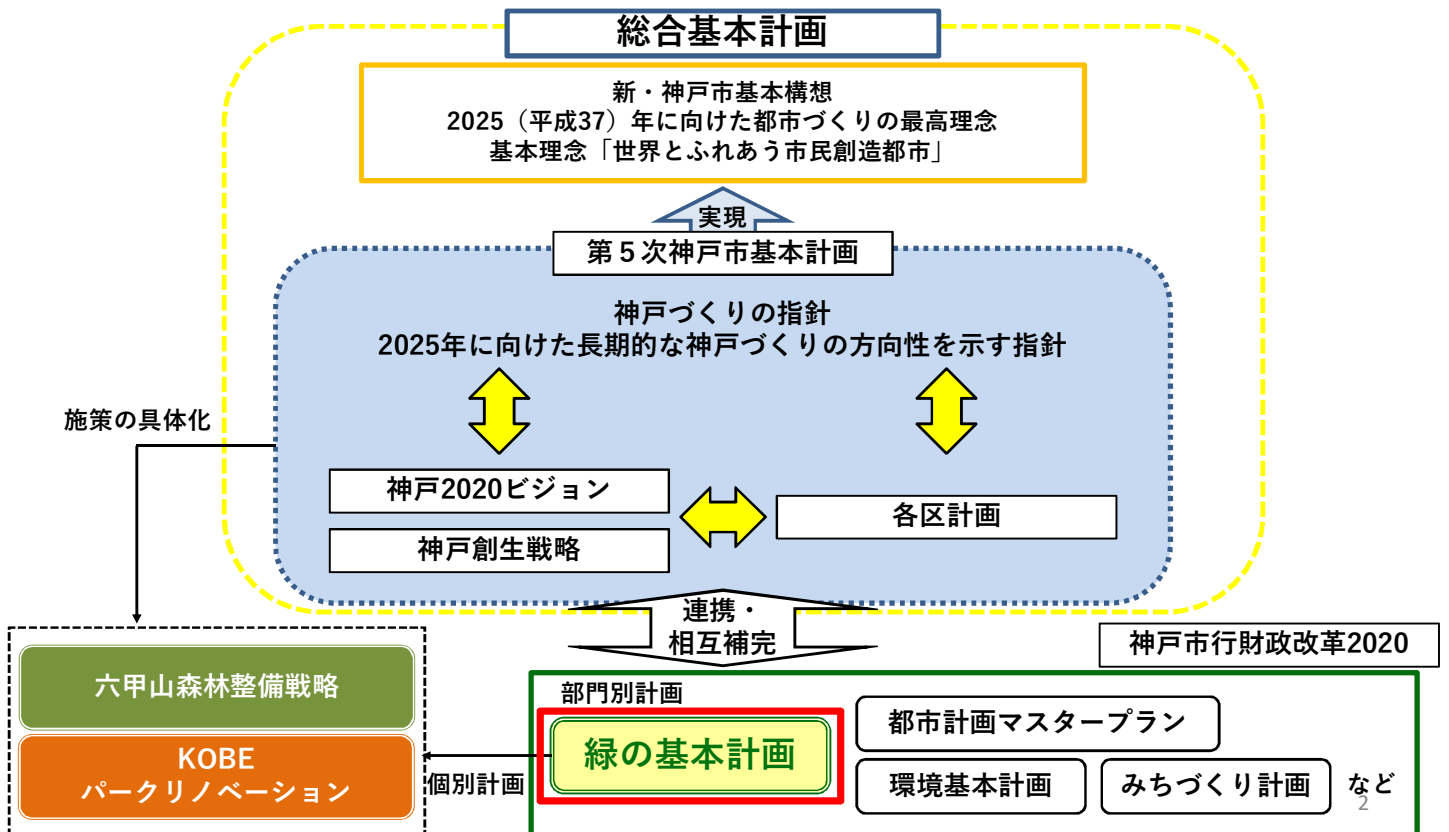 総合基本計画
新・神戸市基本構想
2025（平成37）年に向けた都市づくりの最高理念
基本理念「世界とふれあう市民創造都市」
実現
第５次神戸市基本計画
神戸づくりの指針
2025年に向けた長期的な神戸づくりの方向性を示す指針
施策の具体化
神戸2020ビジョン
神戸創生戦略
各区計画
連携・
相互補完
神戸市行財政改革2020
六甲山森林整備戦略
KOBE
パークリノベーション
個別計画
部門別計画
緑の基本計画
都市計画マスタープラン
環境基本計画
みちづくり計画
など
2